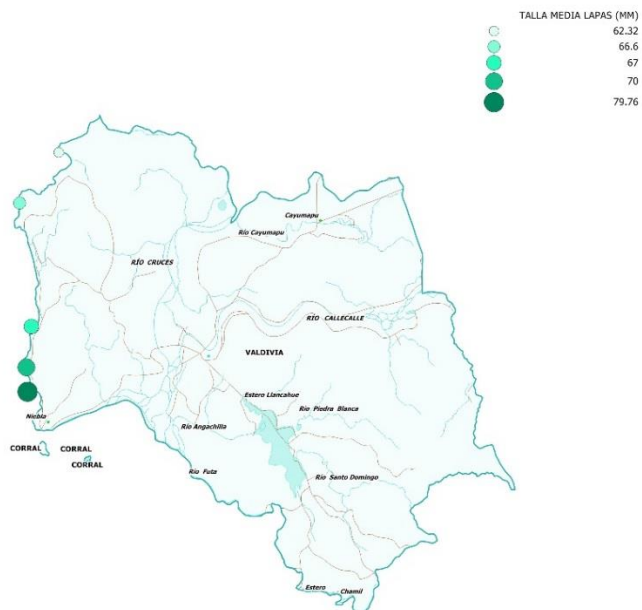 TALLA MEDIA LAPAS (MM)
62.32
66.6
67
70
79.76
Cayumapu
Río Cayumapu
RÍO CRUCES
RÍO CALLECALLE
VALDIVIA
Estero Llancahue
Río Piedra Blanca
Niebla
Río Angachilla
CORRAL
CORRAL
CORRAL
Río Futa
Río Santo Domingo
Estero Chamil